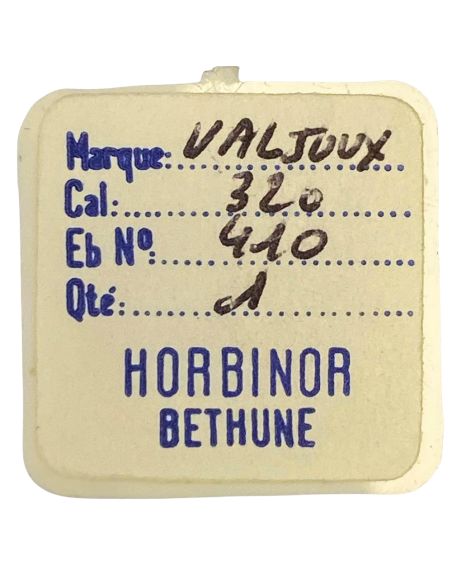 Marque: VALJOUX
Cal: 320
Eb Nº: 410
Qté: 1
HORBINOR
BETHUNE